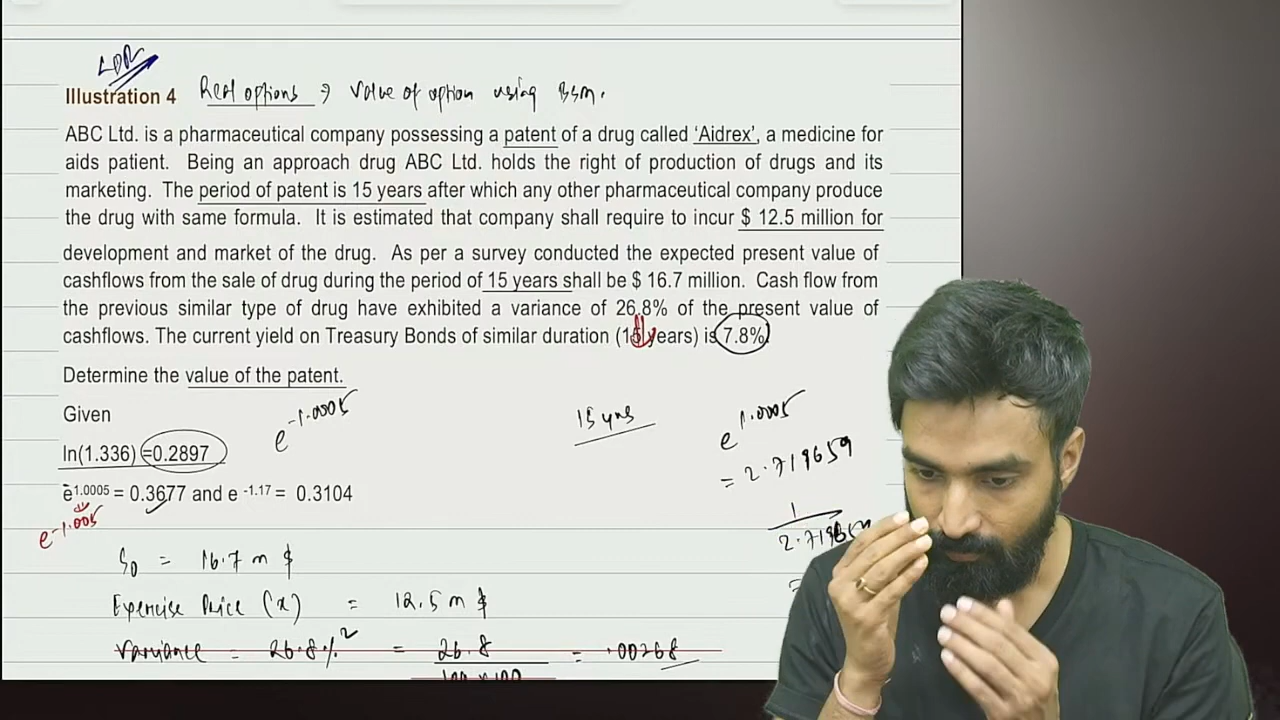 LDR
Illustration 4 Real options → Value of option using BSM.
ABC Ltd. is a pharmaceutical company possessing a patent of a drug called ‘Aidrex’, a medicine for
aids patient. Being an approach drug ABC Ltd. holds the right of production of drugs and its
marketing. The period of patent is 15 years after which any other pharmaceutical company produce
the drug with same formula. It is estimated that company shall require to incur $ 12.5 million for
development and market of the drug. As per a survey conducted the expected present value of
cashflows from the sale of drug during the period of 15 years shall be $ 16.7 million. Cash flow from
the previous similar type of drug have exhibited a variance of 26.8% of the present value of
cashflows. The current yield on Treasury Bonds of similar duration (15 years) is 7.8%.
Determine the value of the patent.
Given e^-1.0005 15 yrs e^1.0005
ln(1.336) =0.2897 = 2.718659
e^1.0005 = 0.3677 and e^-1.17 = 0.3104 1
e^-1.005 2.71865
S0 = 16.7 m $ =
Exercise Price (x) = 12.5 m $
Variance = 26.8%^2 = 26.8 = .00268
100 x 100